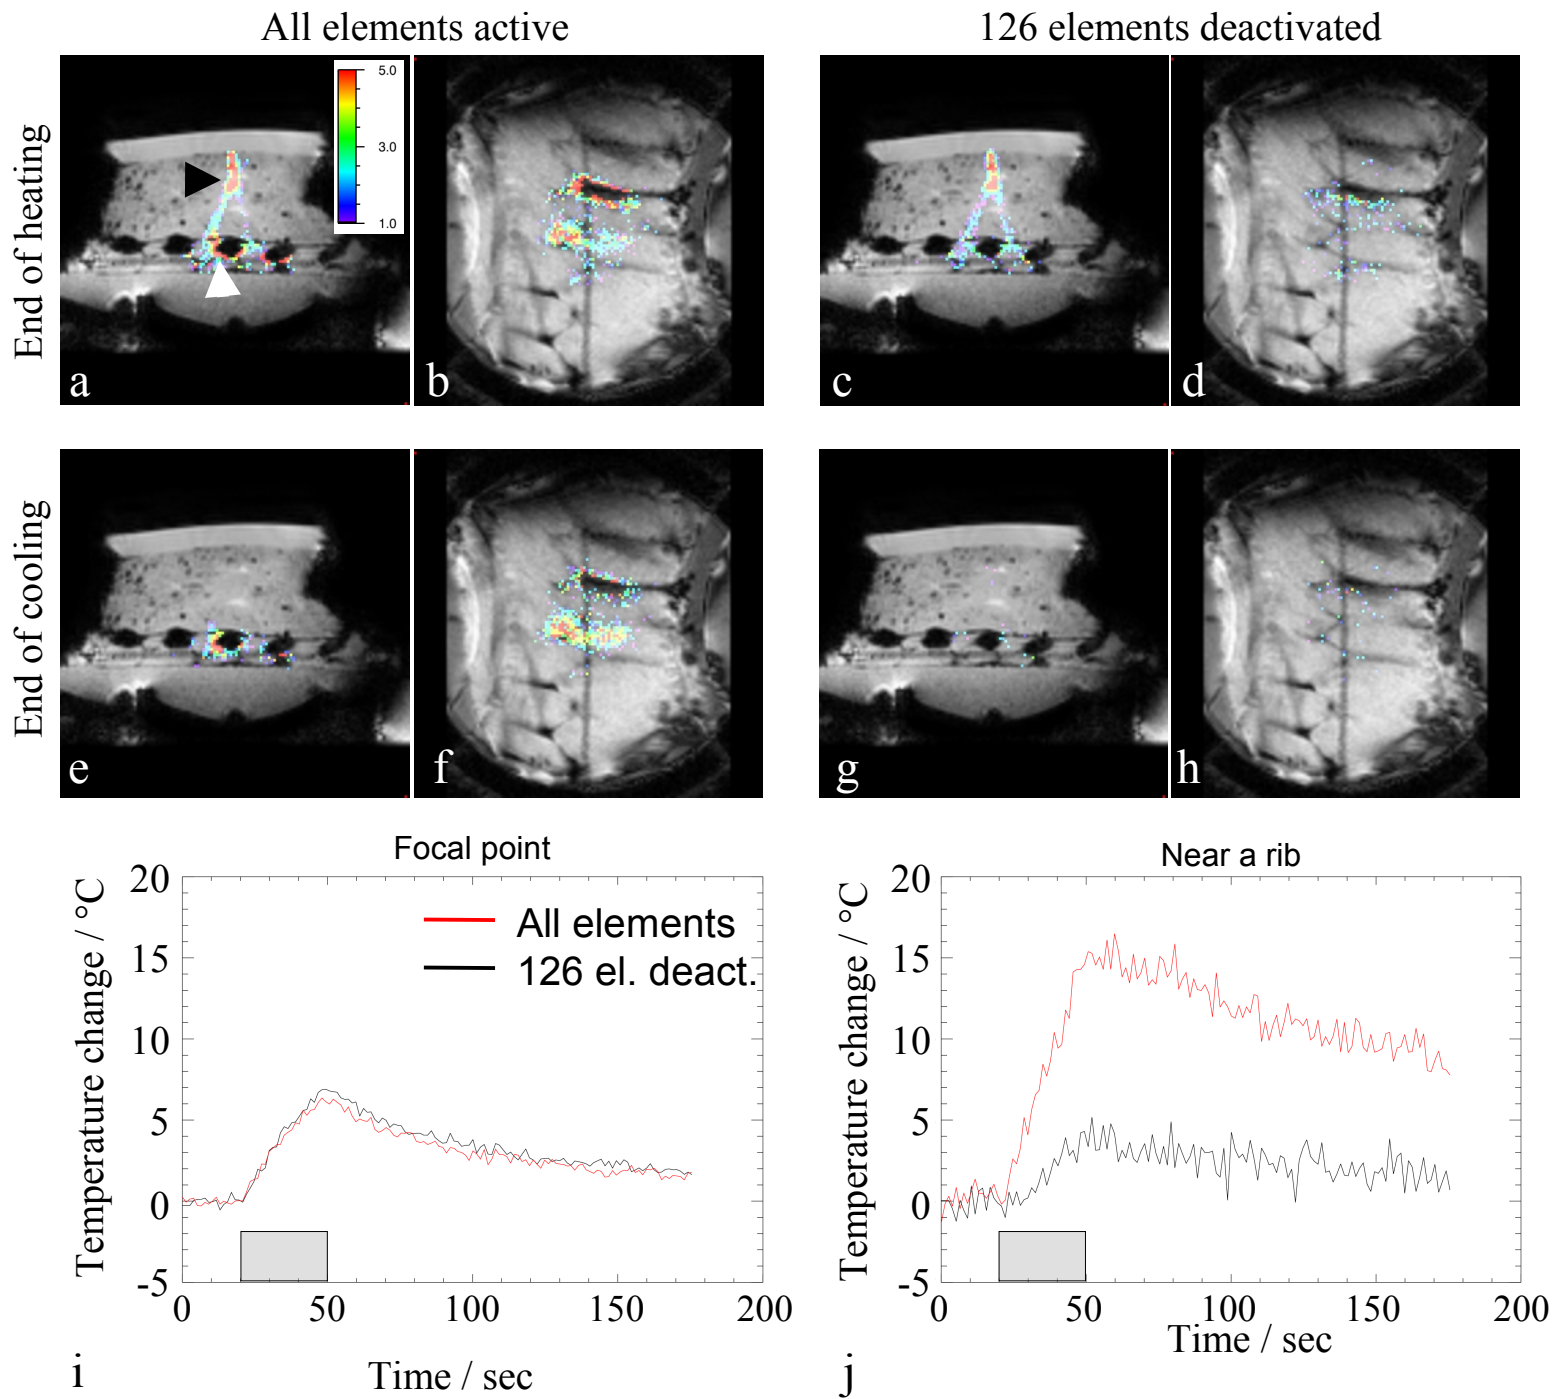 All elements active
126 elements deactivated
End of heating
5.0
3.0
1.0
a
b
c
d
End of cooling
e
f
g
h
Focal point
Temperature change / °C
20
15
10
5
0
-5
All elements
126 el. deact.
0
50
100
150
200
Time / sec
i
Near a rib
Temperature change / °C
20
15
10
5
0
-5
0
50
100
150
200
Time / sec
j